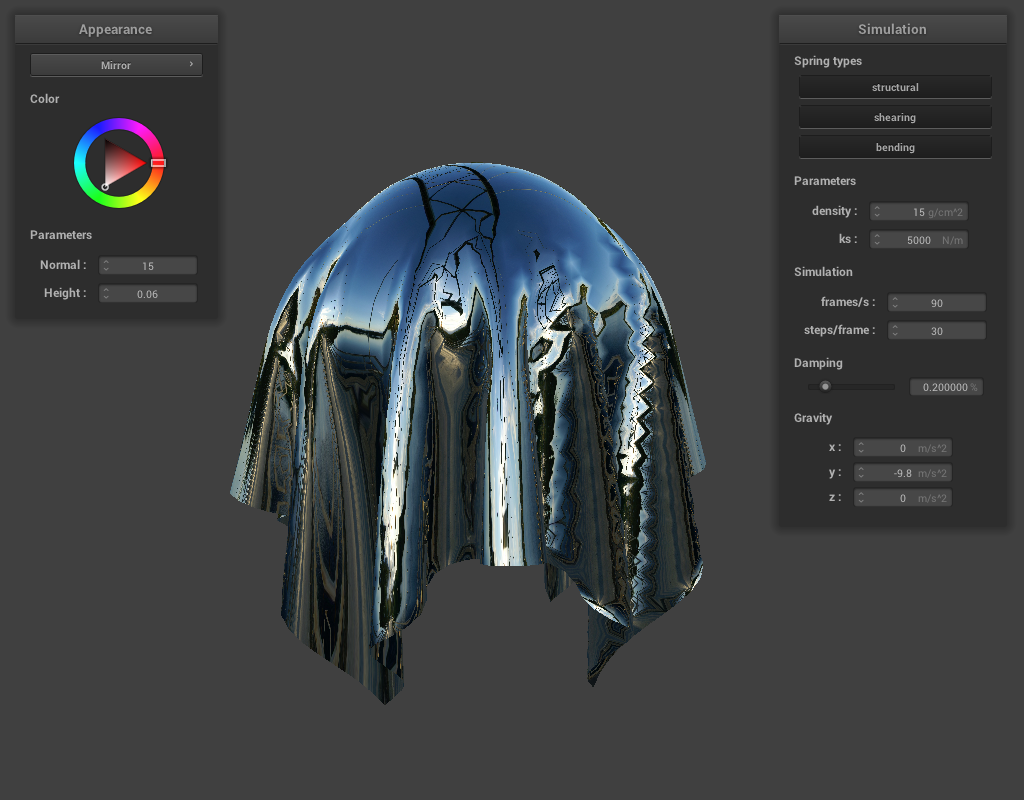 Appearance
Mirror
Color
Parameters
Normal : 15
Height : 0.06
Simulation
Spring types
structural
shearing
bending
Parameters
density : 15 g/cm^2
ks : 5000 N/m
Simulation
frames/s : 90
steps/frame : 30
Damping
0.200000 %
Gravity
x : 0 m/s^2
y : -9.8 m/s^2
z : 0 m/s^2